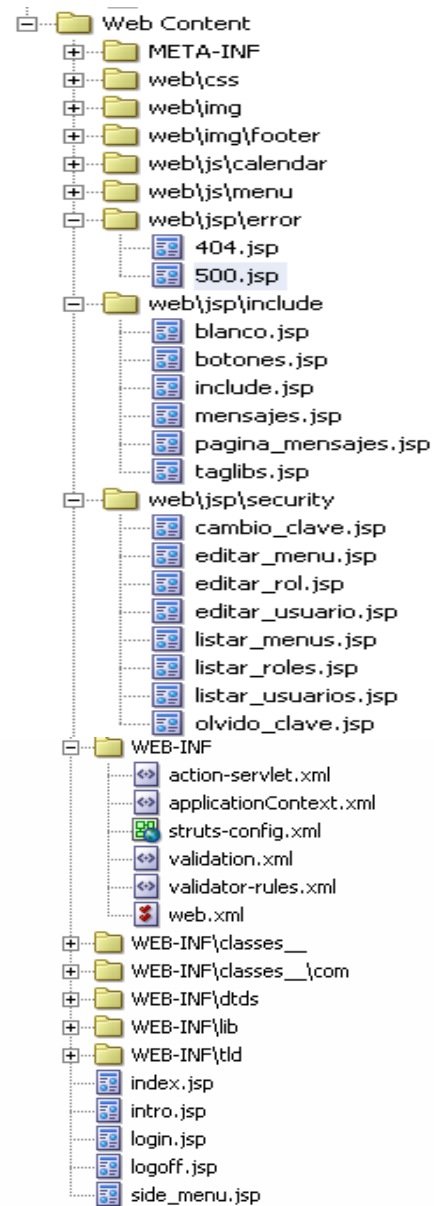 Web Content
META-INF
web\css
web\img
web\img\footer
web\js\calendar
web\js\menu
web\jsp\error
404.jsp
500.jsp
web\jsp\include
blanco.jsp
botones.jsp
include.jsp
mensajes.jsp
pagina_mensajes.jsp
taglibs.jsp
web\jsp\security
cambio_clave.jsp
editar_menu.jsp
editar_rol.jsp
editar_usuario.jsp
listar_menus.jsp
listar_roles.jsp
listar_usuarios.jsp
olvido_clave.jsp
WEB-INF
action-servlet.xml
applicationContext.xml
struts-config.xml
validation.xml
validator-rules.xml
web.xml
WEB-INF\classes__
WEB-INF\classes__\com
WEB-INF\dtds
WEB-INF\lib
WEB-INF\tld
index.jsp
intro.jsp
login.jsp
logoff.jsp
side_menu.jsp